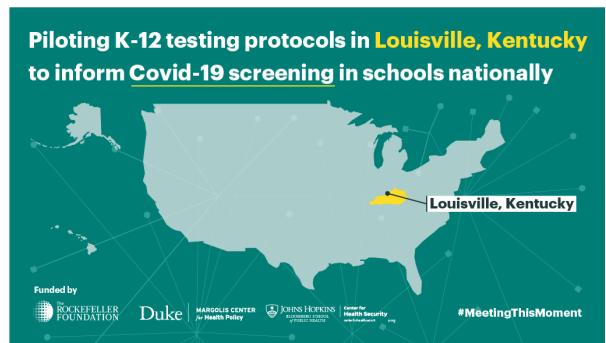 Piloting K-12 testing protocols in Louisville, Kentucky
to inform Covid-19 screening in schools nationally
Louisville, Kentucky
Funded by
The
ROCKEFELLER
FOUNDATION
Duke
MARGOLIS CENTER
for Health Policy
JOHNS HOPKINS
BLOOMBERG SCHOOL
of PUBLIC HEALTH
Center for
Health Security
#MeetingThisMoment